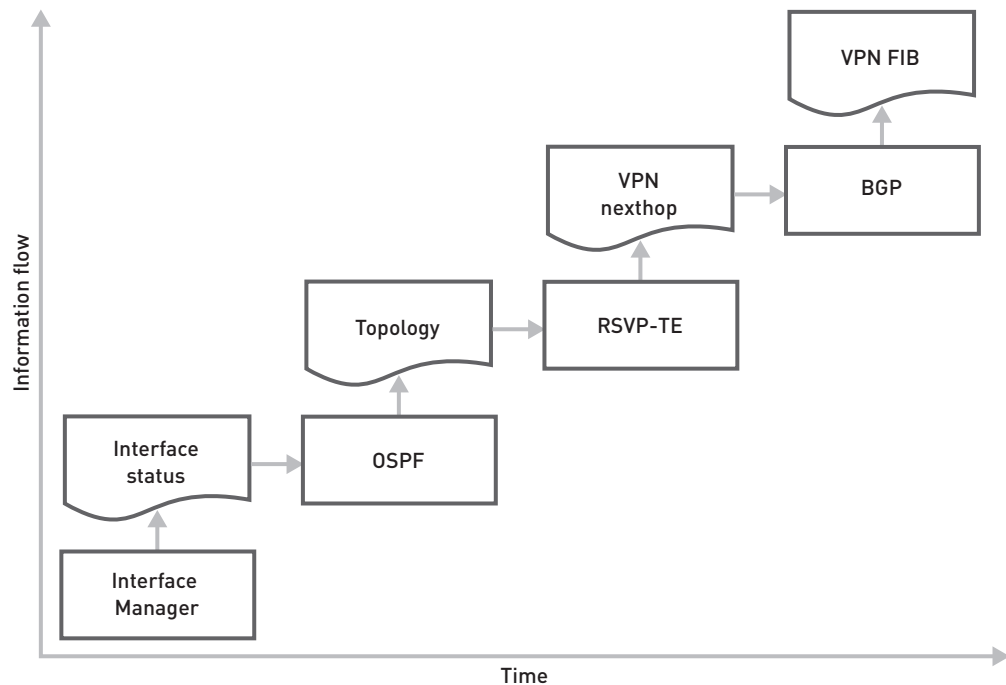 VPN FIB
VPN
nexthop
BGP
Topology
RSVP-TE
Interface
status
OSPF
Interface
Manager
Information flow
Time